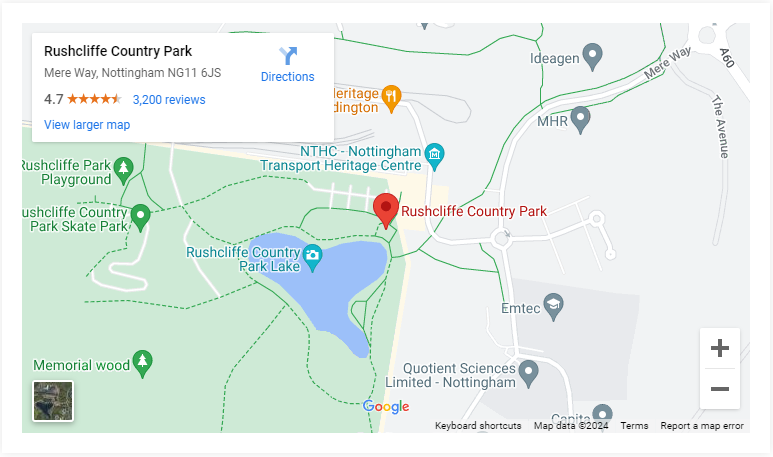 Rushcliffe Country Park
Mere Way, Nottingham NG11 6JS
4.7
3,200 reviews
View larger map
Directions
Ideagen
Mere Way
A60
The Avenue
MHR
eritage
dington
NTHC - Nottingham
Transport Heritage Centre
Rushcliffe Park
Playground
ushcliffe Country
Park Skate Park
Rushcliffe Country Park
Rushcliffe Country
Park Lake
Emtec
Memorial wood
Quotient Sciences
Limited - Nottingham
Capita
Google
Keyboard shortcuts
Map data ©2024
Terms
Report a map error